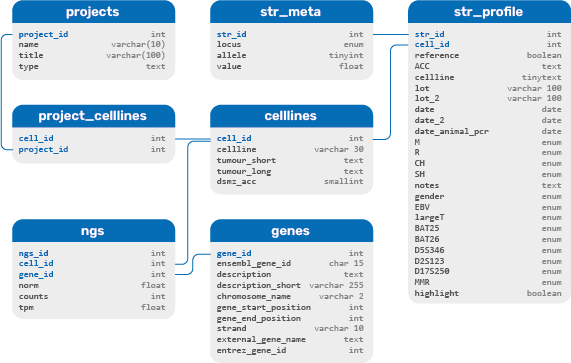 projects
project_id int
name varchar(10)
title varchar(100)
type text
str_meta
str_id int
locus enum
allele tinyint
value float
str_profile
str_id int
cell_id int
reference boolean
ACC text
cellline tinytext
lot varchar 100
lot_2 varchar 100
date date
date_2 date
date_animal_pcr date
M enum
R enum
CH enum
SH enum
notes text
gender enum
EBV enum
largeT enum
BAT25 enum
BAT26 enum
D5S346 enum
D2S123 enum
D17S250 enum
MMR enum
highlight boolean
project_celllines
cell_id int
project_id int
celllines
cell_id int
cellline varchar 30
tumour_short text
tumour_long text
dsmz_acc smallint
ngs
ngs_id int
cell_id int
gene_id int
norm float
counts int
tpm float
genes
gene_id int
ensembl_gene_id char 15
description text
description_short varchar 255
chromosome_name varchar 2
gene_start_position int
gene_end_position int
strand varchar 10
external_gene_name text
entrez_gene_id int